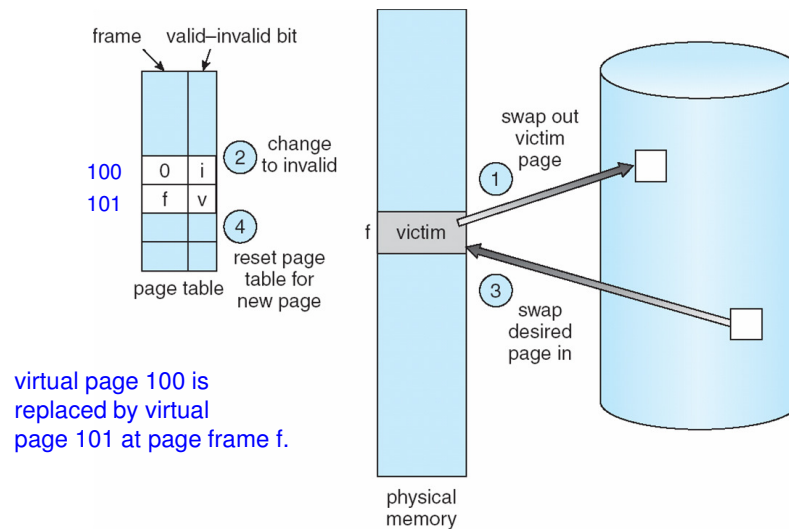 frame
valid–invalid bit
100
0
i
101
f
v
2
change
to invalid
4
reset page
table for
new page
page table
virtual page 100 is
replaced by virtual
page 101 at page frame f.
f
victim
physical
memory
swap out
victim
page
1
3
swap
desired
page in